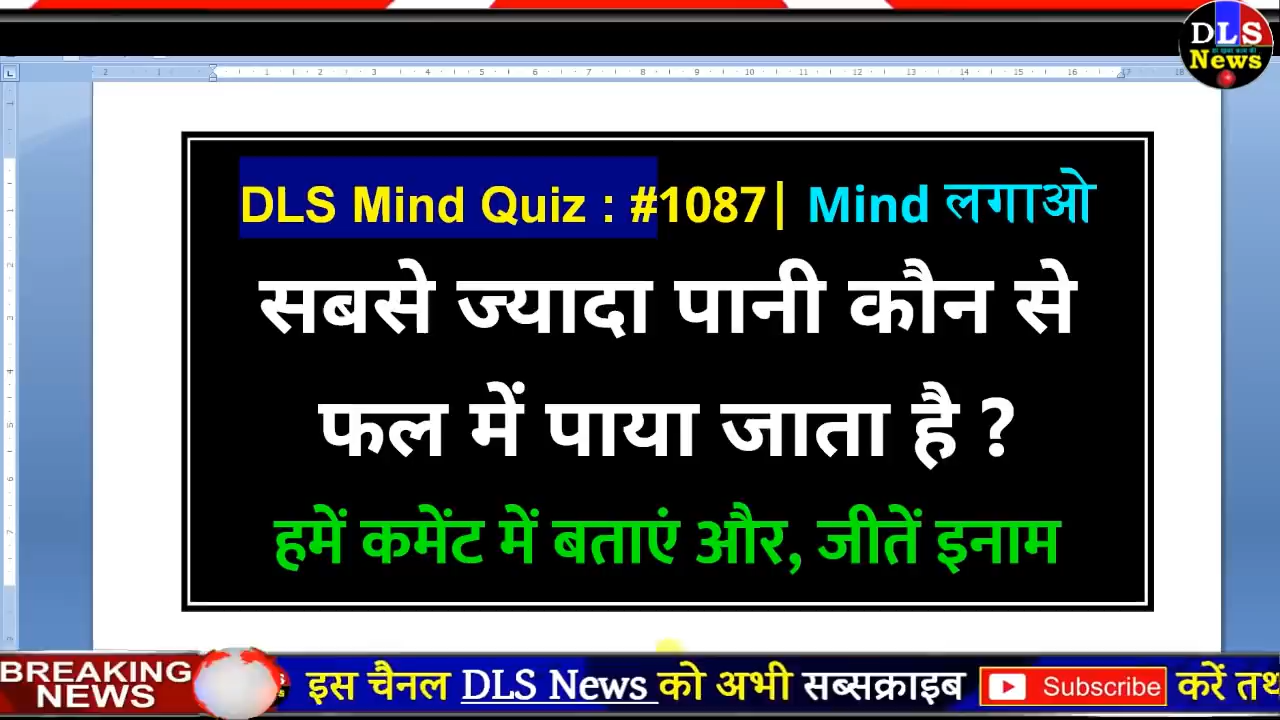 DLS
News
DLS Mind Quiz : #1087| Mind लगाओ
सबसे ज्यादा पानी कौन से
फल में पाया जाता है ?
हमें कमेंट में बताएं और, जीतें इनाम
BREAKING
NEWS
इस चैनल DLS News को अभी सब्सक्राइब Subscribe करें तथ